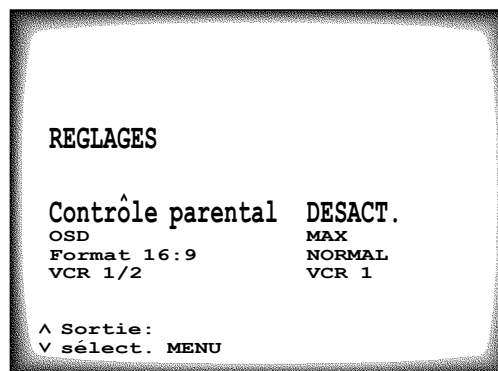 REGLAGES
Contrôle parental DESACT.
OSD MAX
Format 16:9 NORMAL
VCR 1/2 VCR 1
^ Sortie:
v sélect. MENU